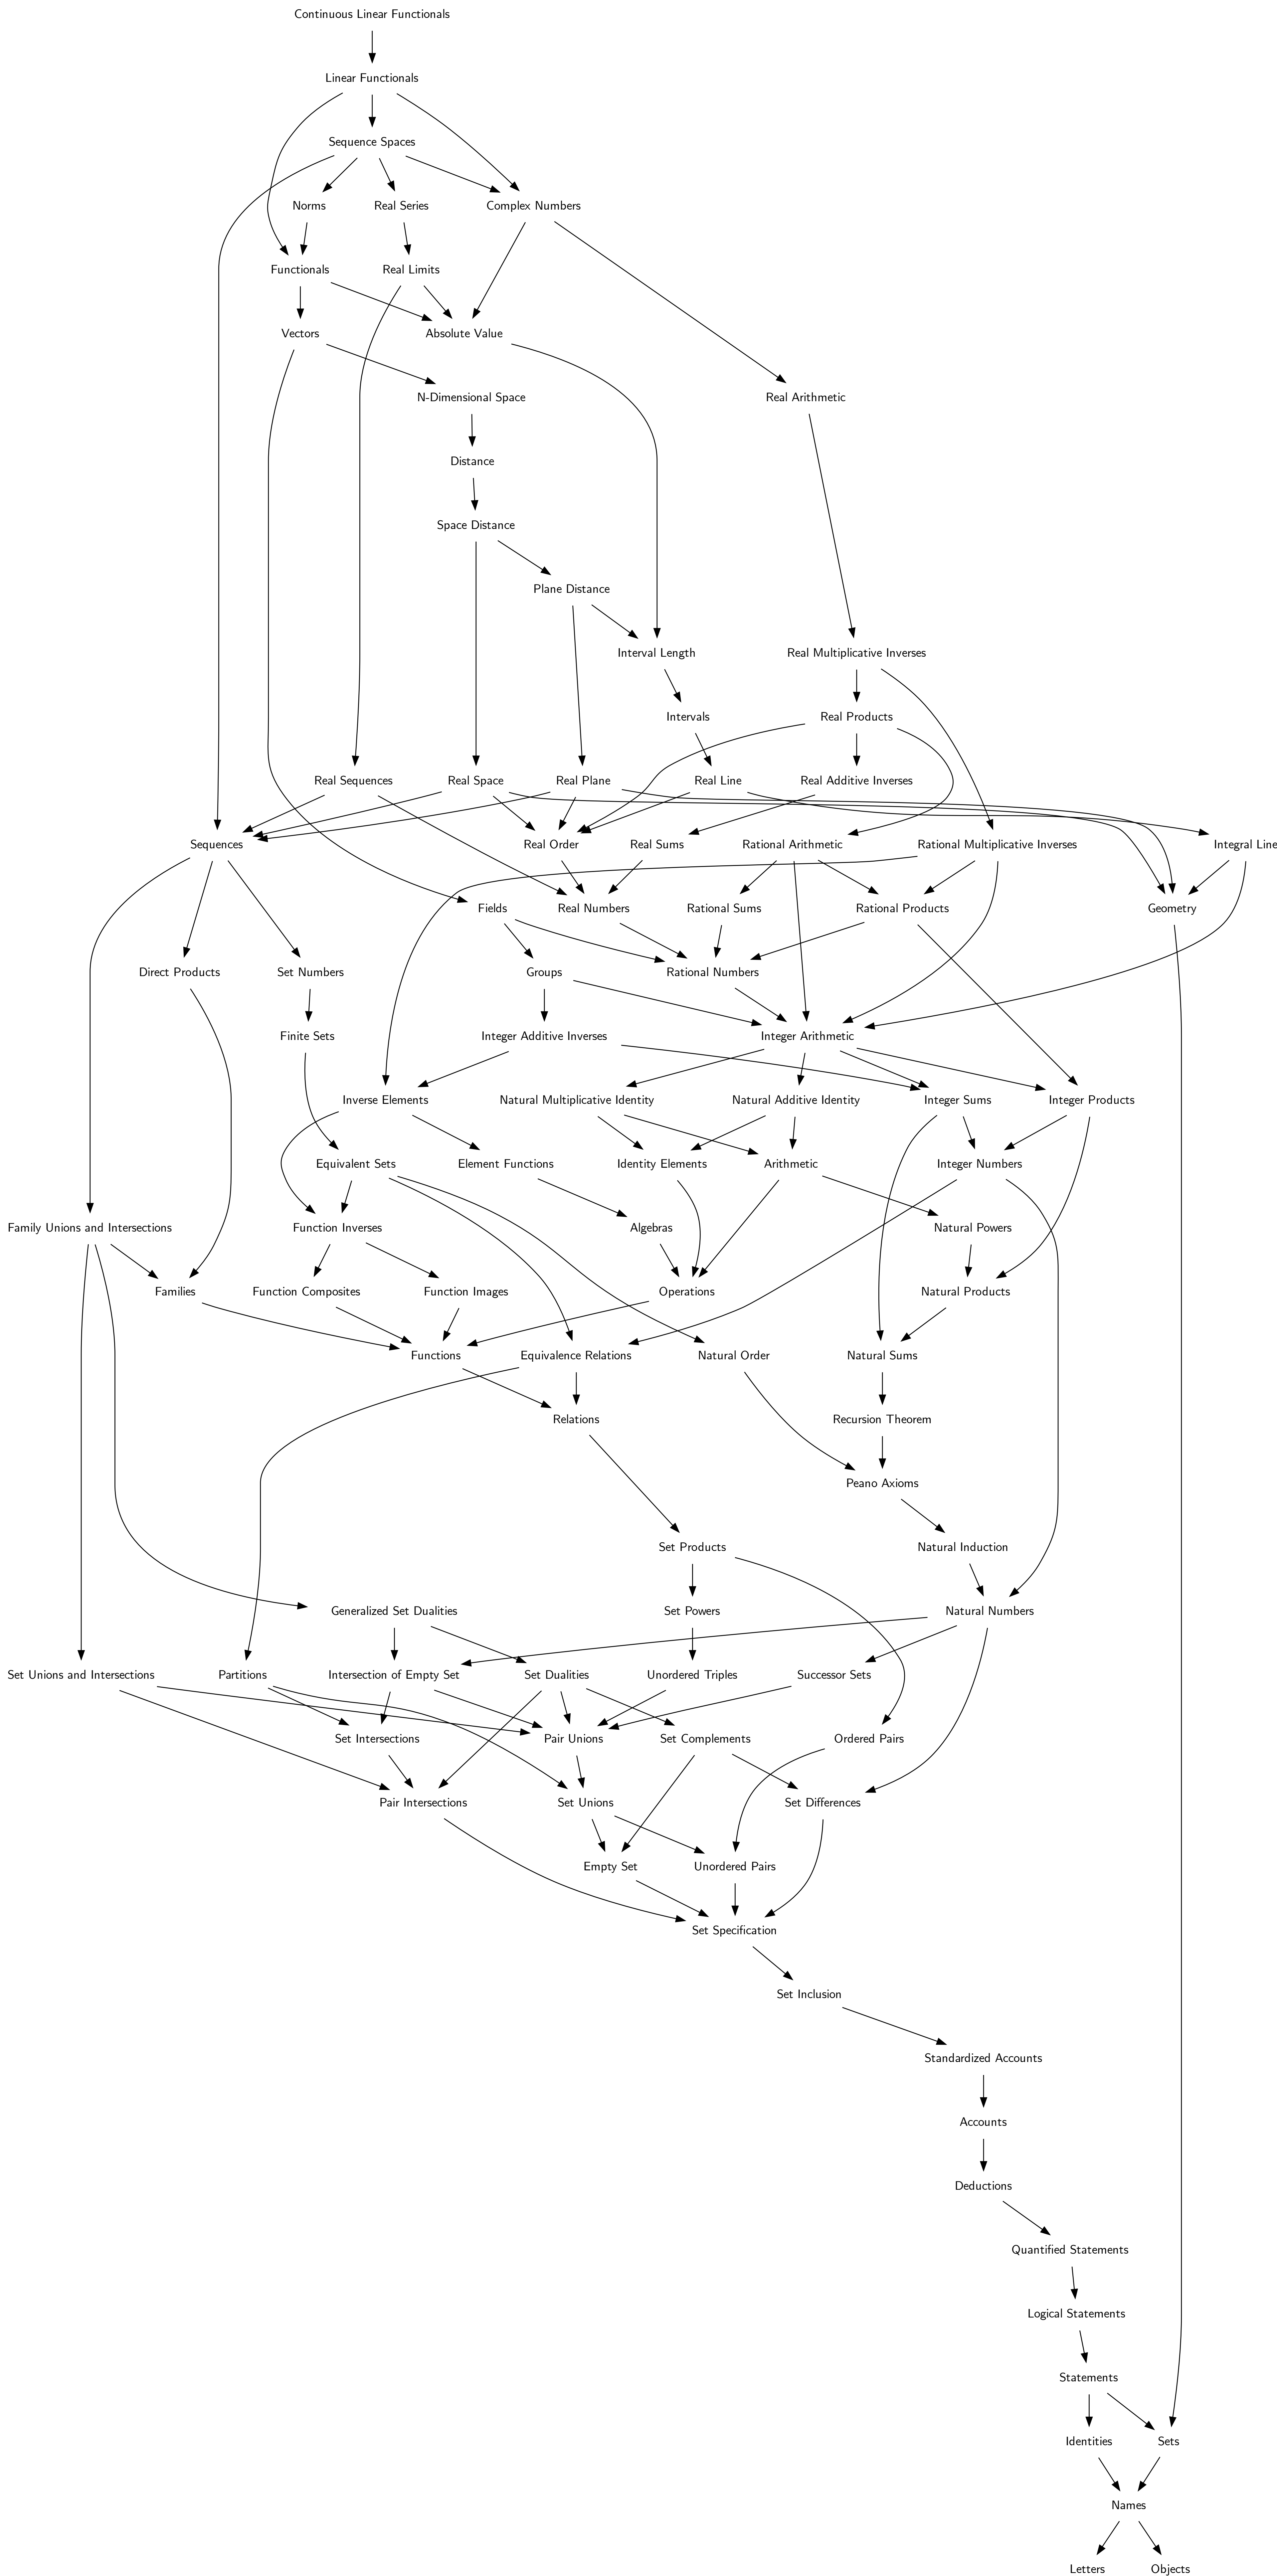 Continuous Linear Functionals
Linear Functionals
Sequence Spaces
Norms
Real Series
Complex Numbers
Functionals
Real Limits
Vectors
Absolute Value
N-Dimensional Space
Real Arithmetic
Distance
Space Distance
Plane Distance
Interval Length
Real Multiplicative Inverses
Intervals
Real Products
Real Sequences
Real Space
Real Plane
Real Line
Real Additive Inverses
Sequences
Real Order
Real Sums
Rational Arithmetic
Rational Multiplicative Inverses
Integral Line
Fields
Real Numbers
Rational Sums
Rational Products
Geometry
Direct Products
Set Numbers
Groups
Rational Numbers
Finite Sets
Integer Additive Inverses
Integer Arithmetic
Inverse Elements
Natural Multiplicative Identity
Natural Additive Identity
Integer Sums
Integer Products
Equivalent Sets
Element Functions
Identity Elements
Arithmetic
Integer Numbers
Family Unions and Intersections
Function Inverses
Algebras
Natural Powers
Families
Function Composites
Function Images
Operations
Natural Products
Functions
Equivalence Relations
Natural Order
Natural Sums
Relations
Recursion Theorem
Peano Axioms
Set Products
Natural Induction
Generalized Set Dualities
Set Powers
Natural Numbers
Set Unions and Intersections
Partitions
Intersection of Empty Set
Set Dualities
Unordered Triples
Successor Sets
Set Intersections
Pair Unions
Set Complements
Ordered Pairs
Pair Intersections
Set Unions
Set Differences
Empty Set
Unordered Pairs
Set Specification
Set Inclusion
Standardized Accounts
Accounts
Deductions
Quantified Statements
Logical Statements
Statements
Identities
Sets
Names
Letters
Objects